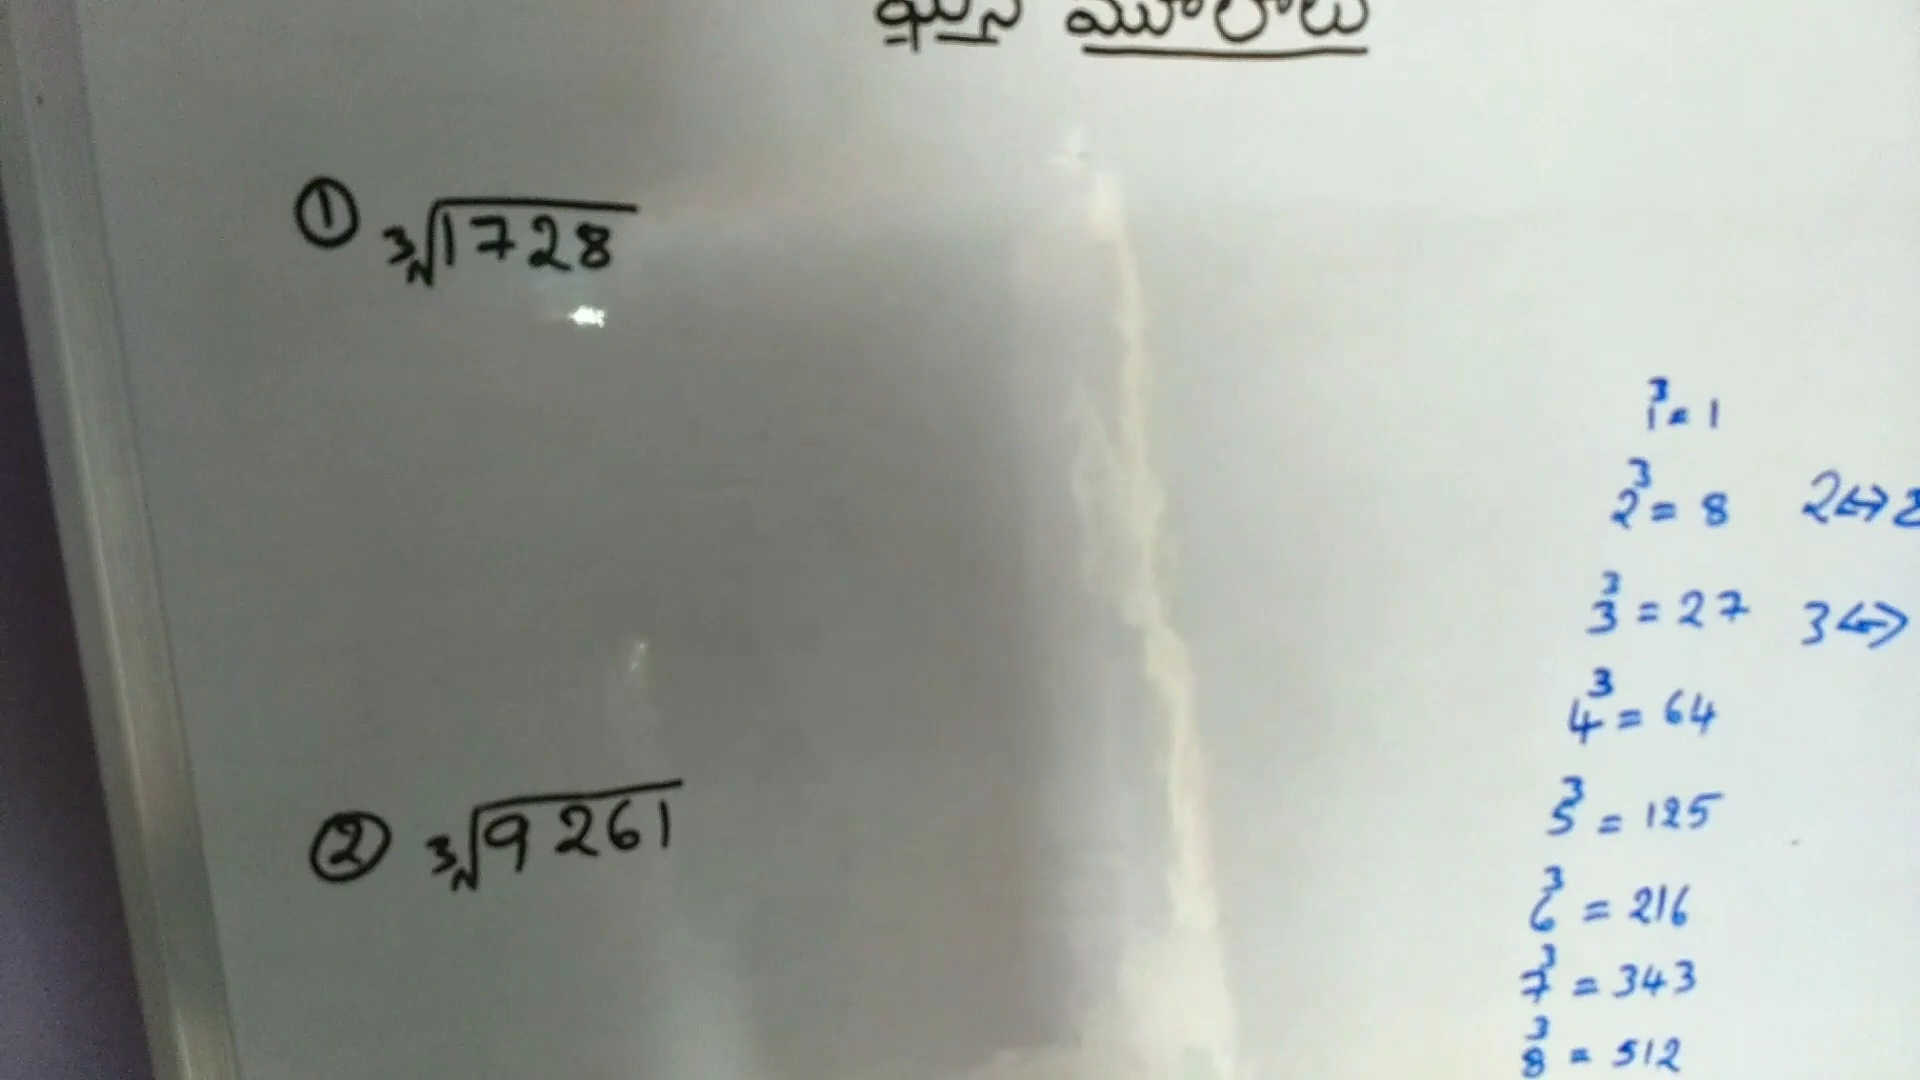 ఘన మూలాలు
① ∛1728
② ∛9261
1³ = 1
2³ = 8 2↔8
3³ = 27 3↔
4³ = 64
5³ = 125
6³ = 216
7³ = 343
8³ = 512